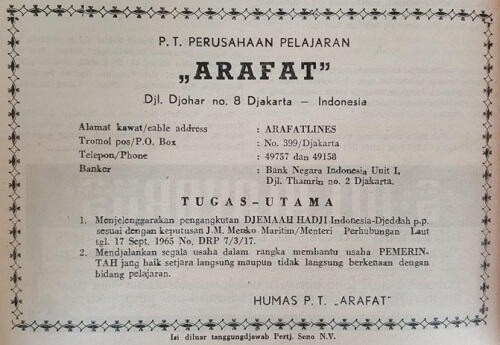 P.T. PERUSAHAAN PELAJARAN
„ARAFAT”
Djl. Djohar no. 8 Djakarta — Indonesia
Alamat kawat/cable address : ARAFATLINES
Tromol pos/P.O. Box : No. 399/Djakarta
Telepon/Phone : 49757 dan 49158
Banker : Bank Negara Indonesia Unit I,
Djl. Thamrin no. 2 Djakarta.
TUGAS-UTAMA
1. Menjelenggarakan pengangkutan DJEMAAH HADJI Indonesia-Djeddah p.p.
sesuai dengan keputusan J.M. Menko Maritim/Menteri Perhubungan Laut
tgl. 17 Sept. 1965 No. DRP 7/3/17.
2. Mendjalankan segala usaha dalam rangka membantu usaha PEMERIN-
TAH jang baik setjara langsung maupun tidak langsung berkenaan dengan
bidang pelajaran.
HUMAS P.T. „ARAFAT”
Isi diluar tanggungdjawab Pertj. Seno N.V.